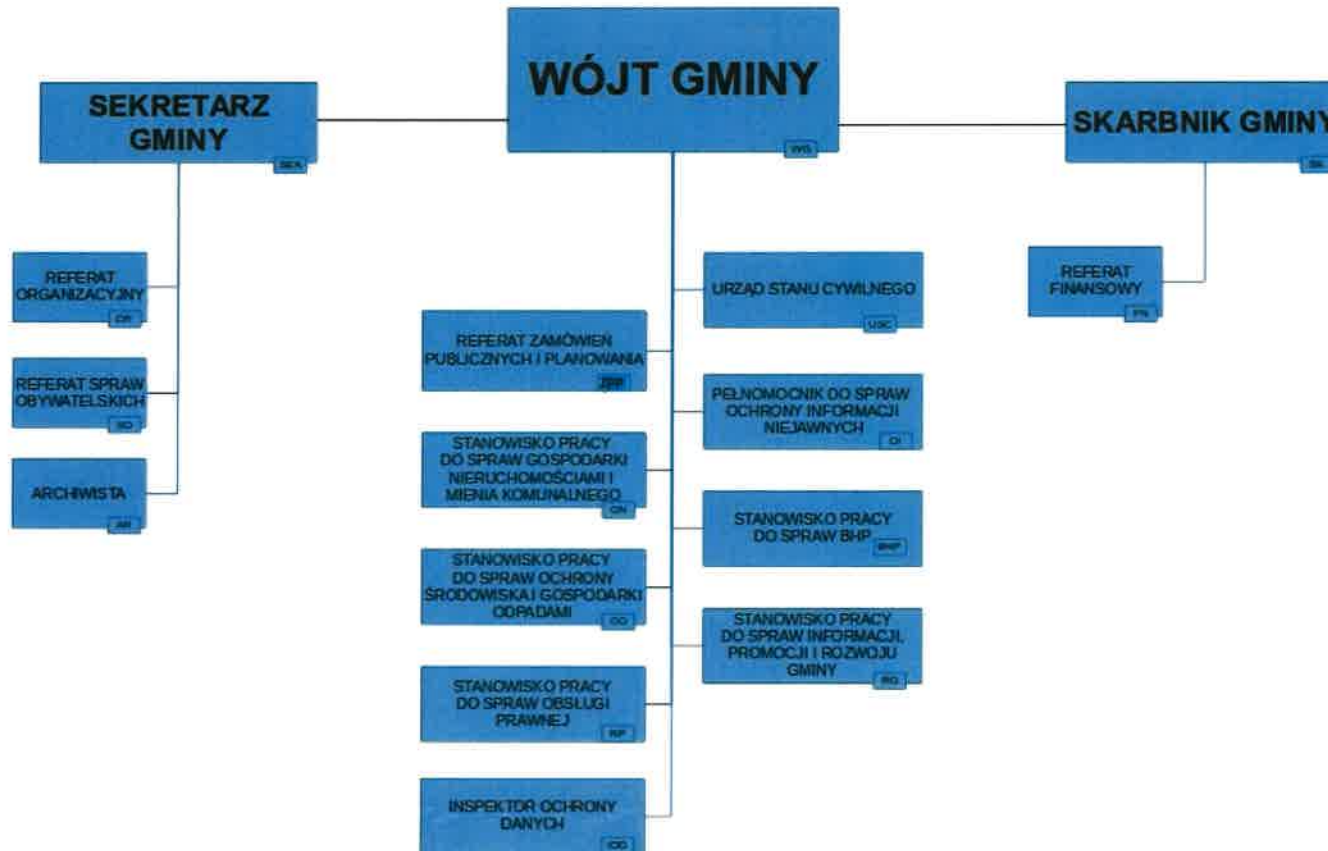 WÓJT GMINY
WG
SEKRETARZ
GMINY
SEK
SKARBNIK GMINY
SK
REFERAT
ORGANIZACYJNY
OR
REFERAT SPRAW
OBYWATELSKICH
SO
ARCHIWISTA
AR
REFERAT ZAMÓWIEŃ
PUBLICZNYCH I PLANOWANIA
ZPP
STANOWISKO PRACY
DO SPRAW GOSPODARKI
NIERUCHOMOŚCIAMI I
MIENIA KOMUNALNEGO
GN
STANOWISKO PRACY
DO SPRAW OCHRONY
ŚRODOWISKA I GOSPODARKI
ODPADAMI
STANOWISKO PRACY
DO SPRAW OBSŁUGI
PRAWNEJ
RP
INSPEKTOR OCHRONY
DANYCH
URZĄD STANU CYWILNEGO
USC
PEŁNOMOCNIK DO SPRAW
OCHRONY INFORMACJI
NIEJAWNYCH
OI
STANOWISKO PRACY
DO SPRAW BHP
BHP
STANOWISKO PRACY
DO SPRAW INFORMACJI,
PROMOCJI I ROZWOJU
GMINY
RG
REFERAT
FINANSOWY
FN